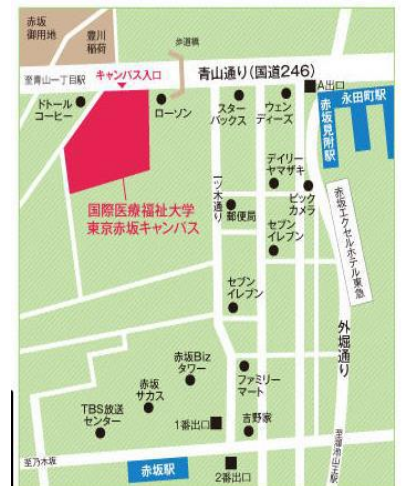 赤坂
御用地
豊川
稲荷
歩道橋
至青山一丁目駅
キャンパス入口
青山通り(国道246)
A出口
永田町駅
赤坂見附駅
ドトール
コーヒー
ローソン
スター
バックス
ウェン
ディーズ
デイリー
ヤマザキ
ビック
カメラ
一ツ木通り
郵便局
国際医療福祉大学
東京赤坂キャンパス
セブン
イレブン
赤坂エクセルホテル東急
セブン
イレブン
外堀通り
赤坂Biz
タワー
ファミリー
マート
赤坂
サカス
TBS放送
センター
1番出口
吉野家
至乃木坂
赤坂駅
2番出口
至溜池山王駅